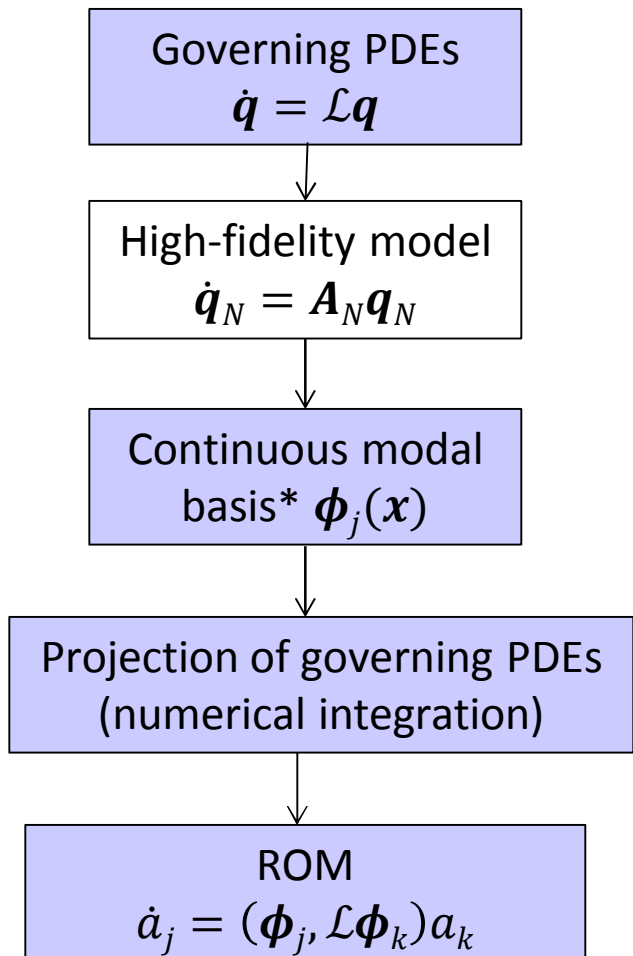 Governing PDEs
q̇ = ℒq
High-fidelity model
q̇_N = A_N q_N
Continuous modal
basis* ϕ_j(x)
Projection of governing PDEs
(numerical integration)
ROM
ȧ_j = (ϕ_j, ℒϕ_k)a_k